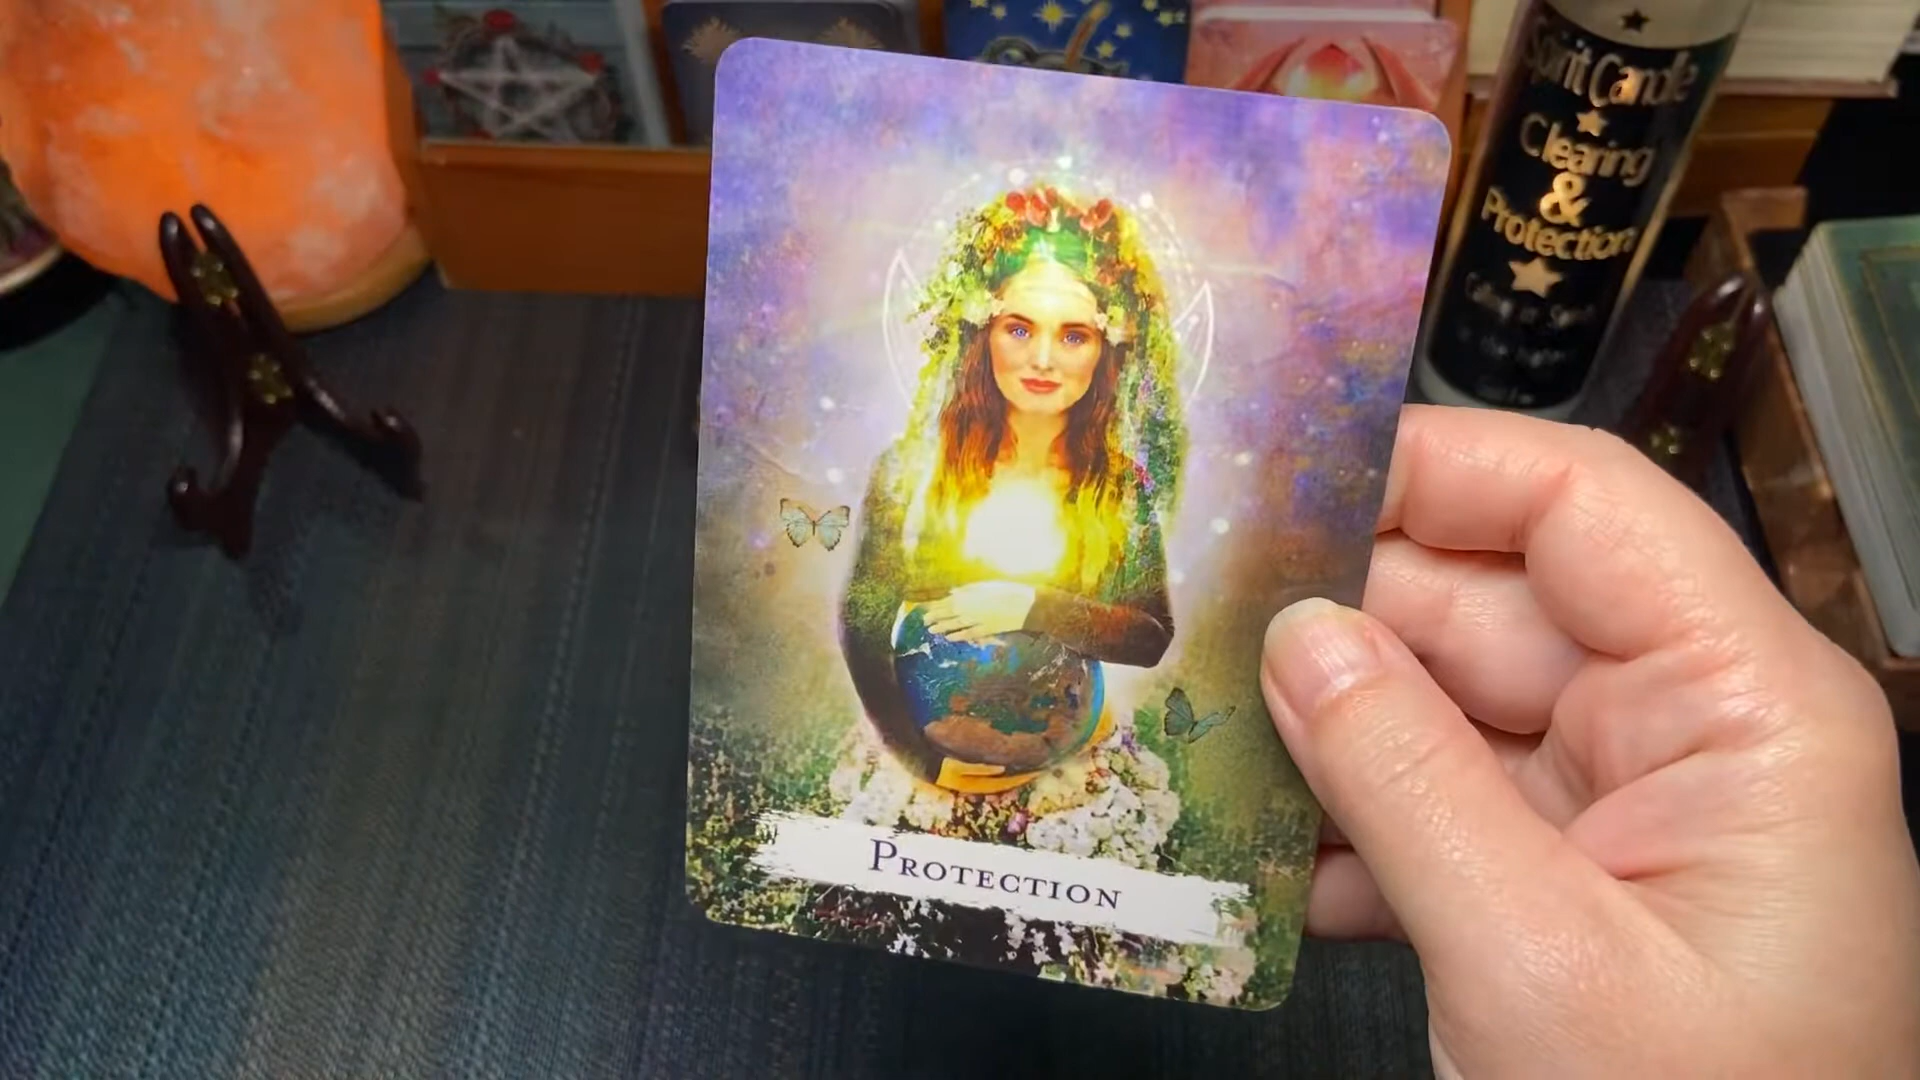 Spirit Candle
Clearing
&
Protection
PROTECTION